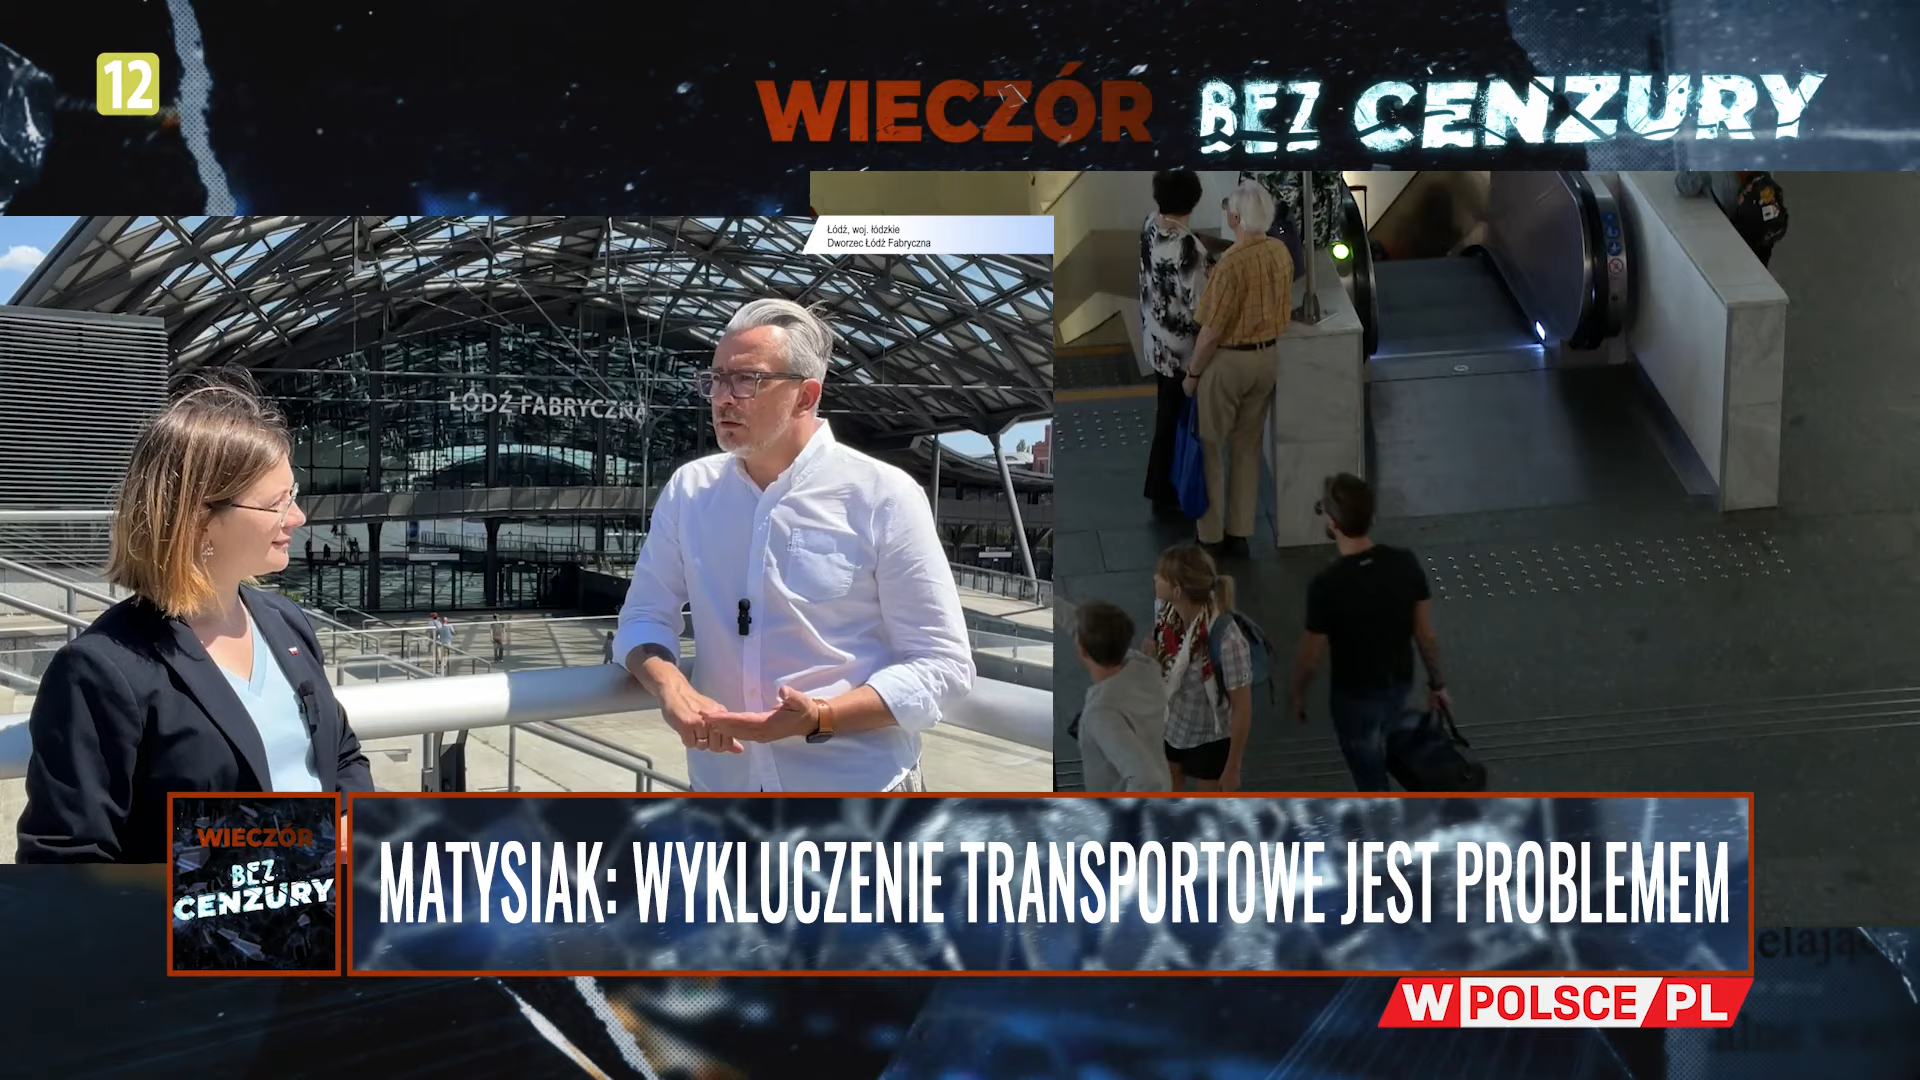 12
WIECZÓR BEZ CENZURY
Łódź, woj. łódzkie
Dworzec Łódź Fabryczna
ŁÓDŹ FABRYCZNA
WIECZÓR
BEZ
CENZURY
MATYSIAK: WYKLUCZENIE TRANSPORTOWE JEST PROBLEMEM
WPOLSCE/PL